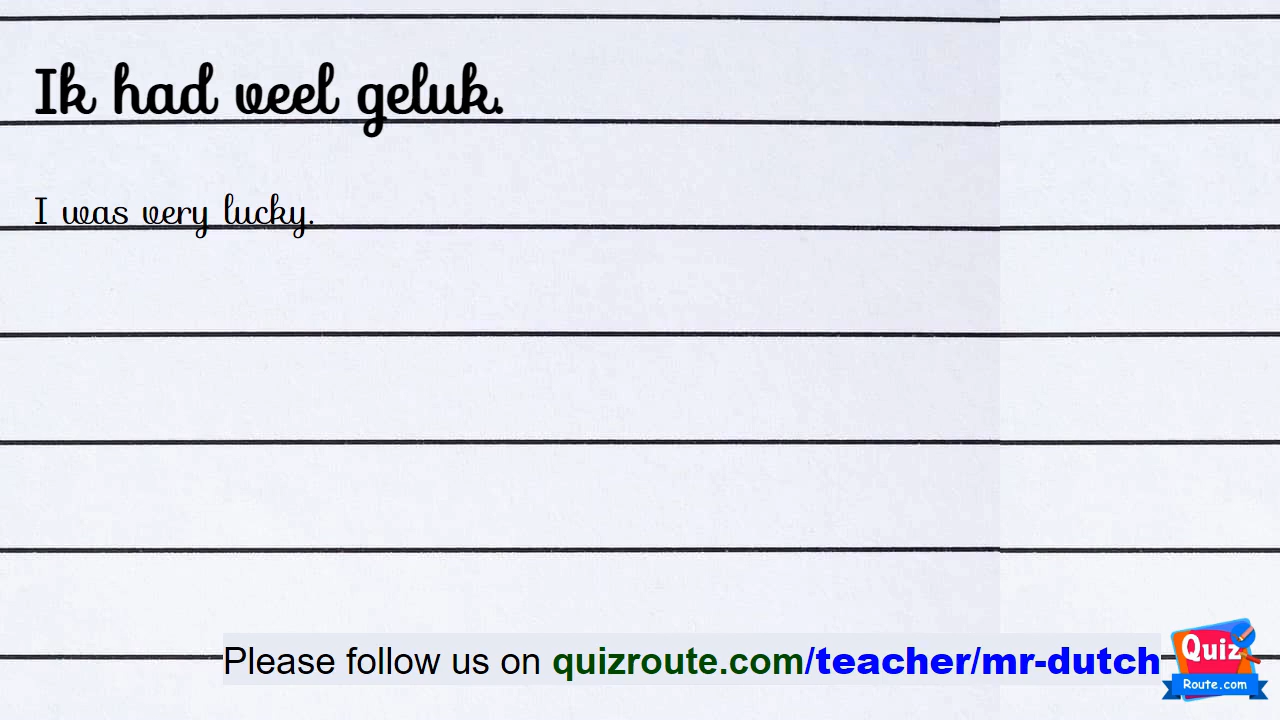 Ik had veel geluk.
I was very lucky.
Please follow us on quizroute.com/teacher/mr-dutch
Quiz
Route.com